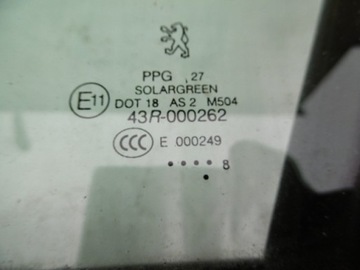 PPG .27
SOLARGREEN
E11 DOT 18 AS 2 M504
43R-000262
CCC E 000249
•••• 8
•